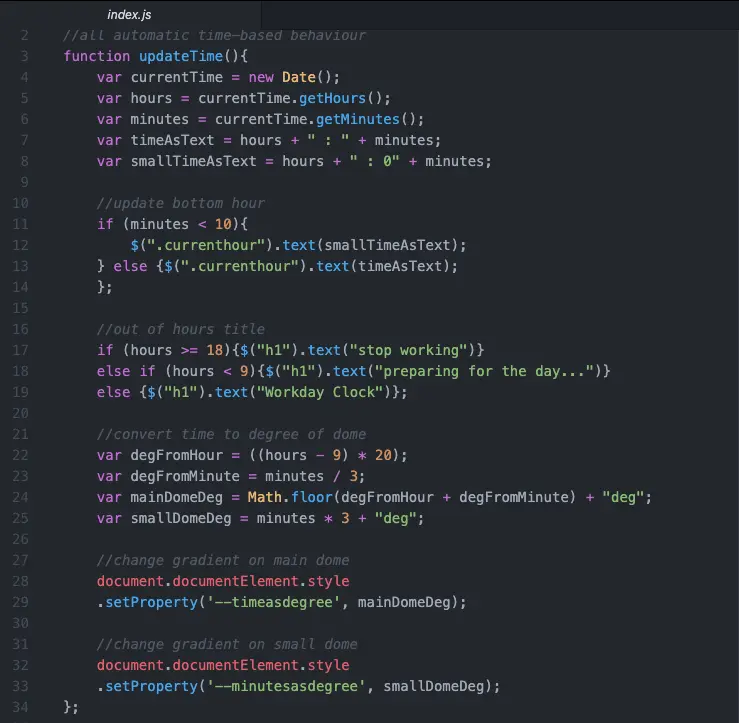 index.js
2 //all automatic time-based behaviour
3 function updateTime(){
4     var currentTime = new Date();
5     var hours = currentTime.getHours();
6     var minutes = currentTime.getMinutes();
7     var timeAsText = hours + " : " + minutes;
8     var smallTimeAsText = hours + " : 0" + minutes;
9
10     //update bottom hour
11     if (minutes < 10){
12         $(".currenthour").text(smallTimeAsText);
13     } else {$(".currenthour").text(timeAsText);
14     };
15
16     //out of hours title
17     if (hours >= 18){$("h1").text("stop working")}
18     else if (hours < 9){$("h1").text("preparing for the day...")}
19     else {$("h1").text("Workday Clock")};
20
21     //convert time to degree of dome
22     var degFromHour = ((hours - 9) * 20);
23     var degFromMinute = minutes / 3;
24     var mainDomeDeg = Math.floor(degFromHour + degFromMinute) + "deg";
25     var smallDomeDeg = minutes * 3 + "deg";
26
27     //change gradient on main dome
28     document.documentElement.style
29     .setProperty('--timeasdegree', mainDomeDeg);
30
31     //change gradient on small dome
32     document.documentElement.style
33     .setProperty('--minutesasdegree', smallDomeDeg);
34 };